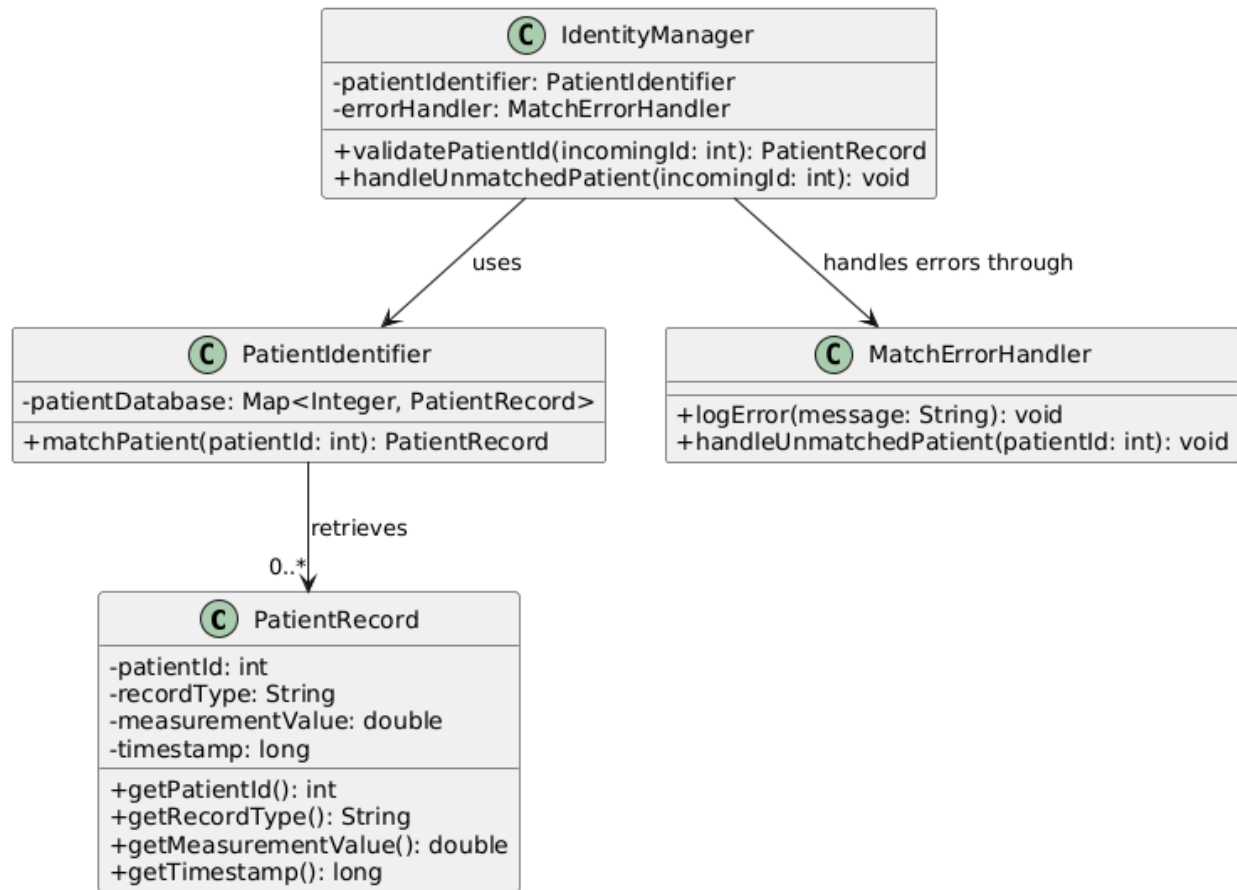 C IdentityManager
-patientIdentifier: PatientIdentifier
-errorHandler: MatchErrorHandler
+validatePatientId(incomingId: int): PatientRecord
+handleUnmatchedPatient(incomingId: int): void
uses
handles errors through
C PatientIdentifier
-patientDatabase: Map<Integer, PatientRecord>
+matchPatient(patientId: int): PatientRecord
C MatchErrorHandler
+logError(message: String): void
+handleUnmatchedPatient(patientId: int): void
retrieves
0..*
C PatientRecord
-patientId: int
-recordType: String
-measurementValue: double
-timestamp: long
+getPatientId(): int
+getRecordType(): String
+getMeasurementValue(): double
+getTimestamp(): long